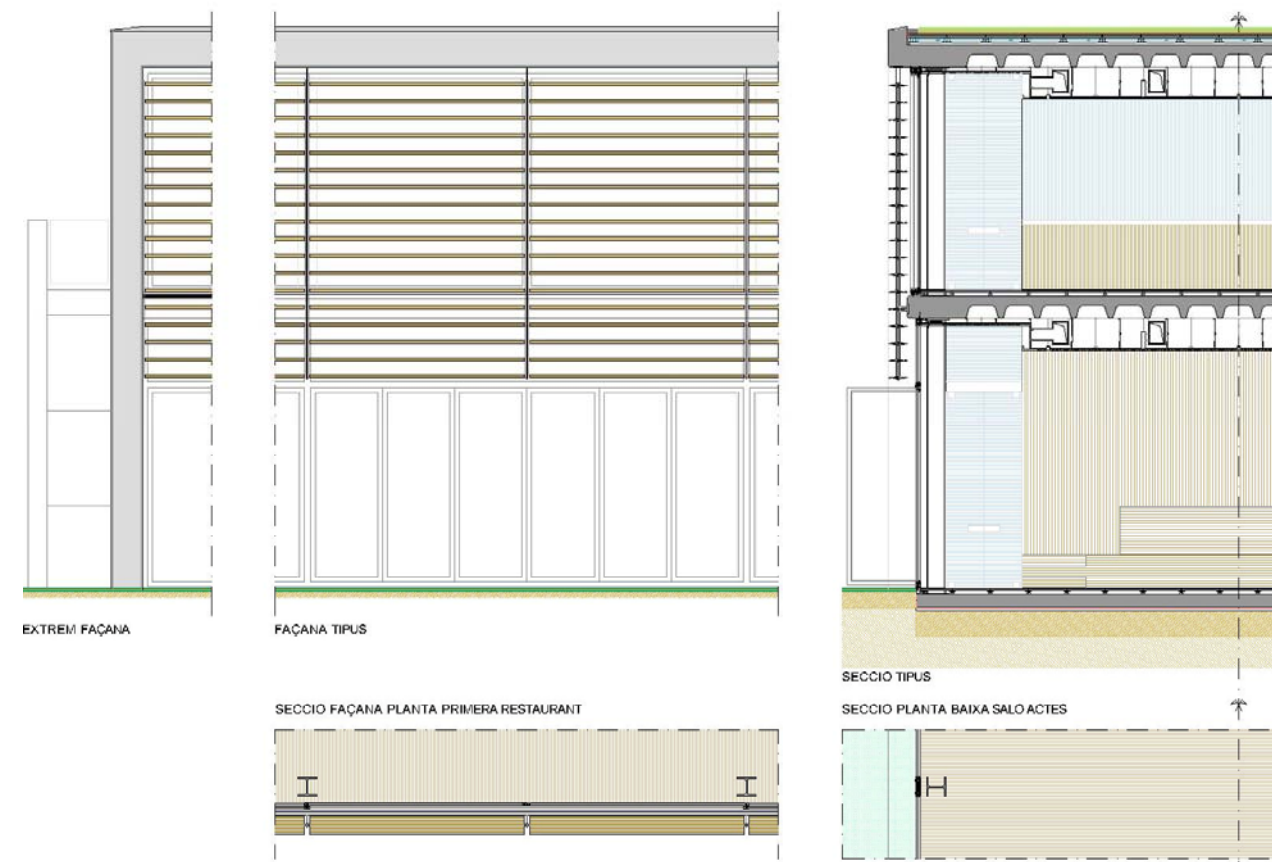 EXTREM FAÇANA
FAÇANA TIPUS
SECCIO TIPUS
SECCIO FAÇANA PLANTA PRIMERA RESTAURANT
SECCIO PLANTA BAIXA SALO ACTES